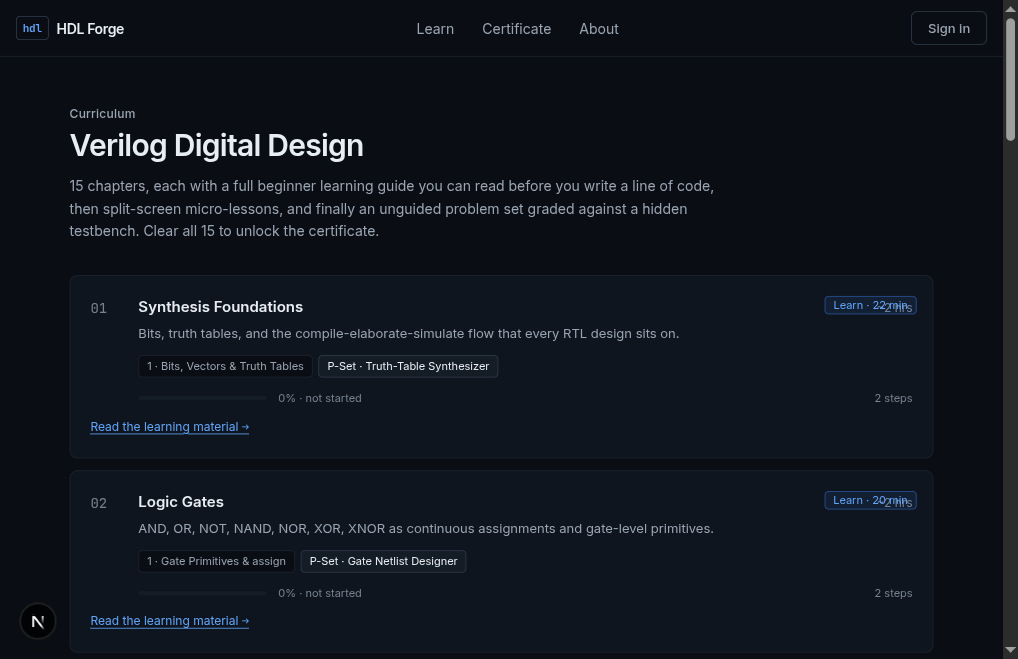 hdl HDL Forge Learn Certificate About Sign in
Curriculum
Verilog Digital Design
15 chapters, each with a full beginner learning guide you can read before you write a line of code,
then split-screen micro-lessons, and finally an unguided problem set graded against a hidden
testbench. Clear all 15 to unlock the certificate.
01 Synthesis Foundations Learn · 22 min ~2 hrs
Bits, truth tables, and the compile-elaborate-simulate flow that every RTL design sits on.
1 · Bits, Vectors & Truth Tables P-Set · Truth-Table Synthesizer
0% · not started 2 steps
Read the learning material →
02 Logic Gates Learn · 20 min ~2 hrs
AND, OR, NOT, NAND, NOR, XOR, XNOR as continuous assignments and gate-level primitives.
1 · Gate Primitives & assign P-Set · Gate Netlist Designer
0% · not started 2 steps
Read the learning material →
N